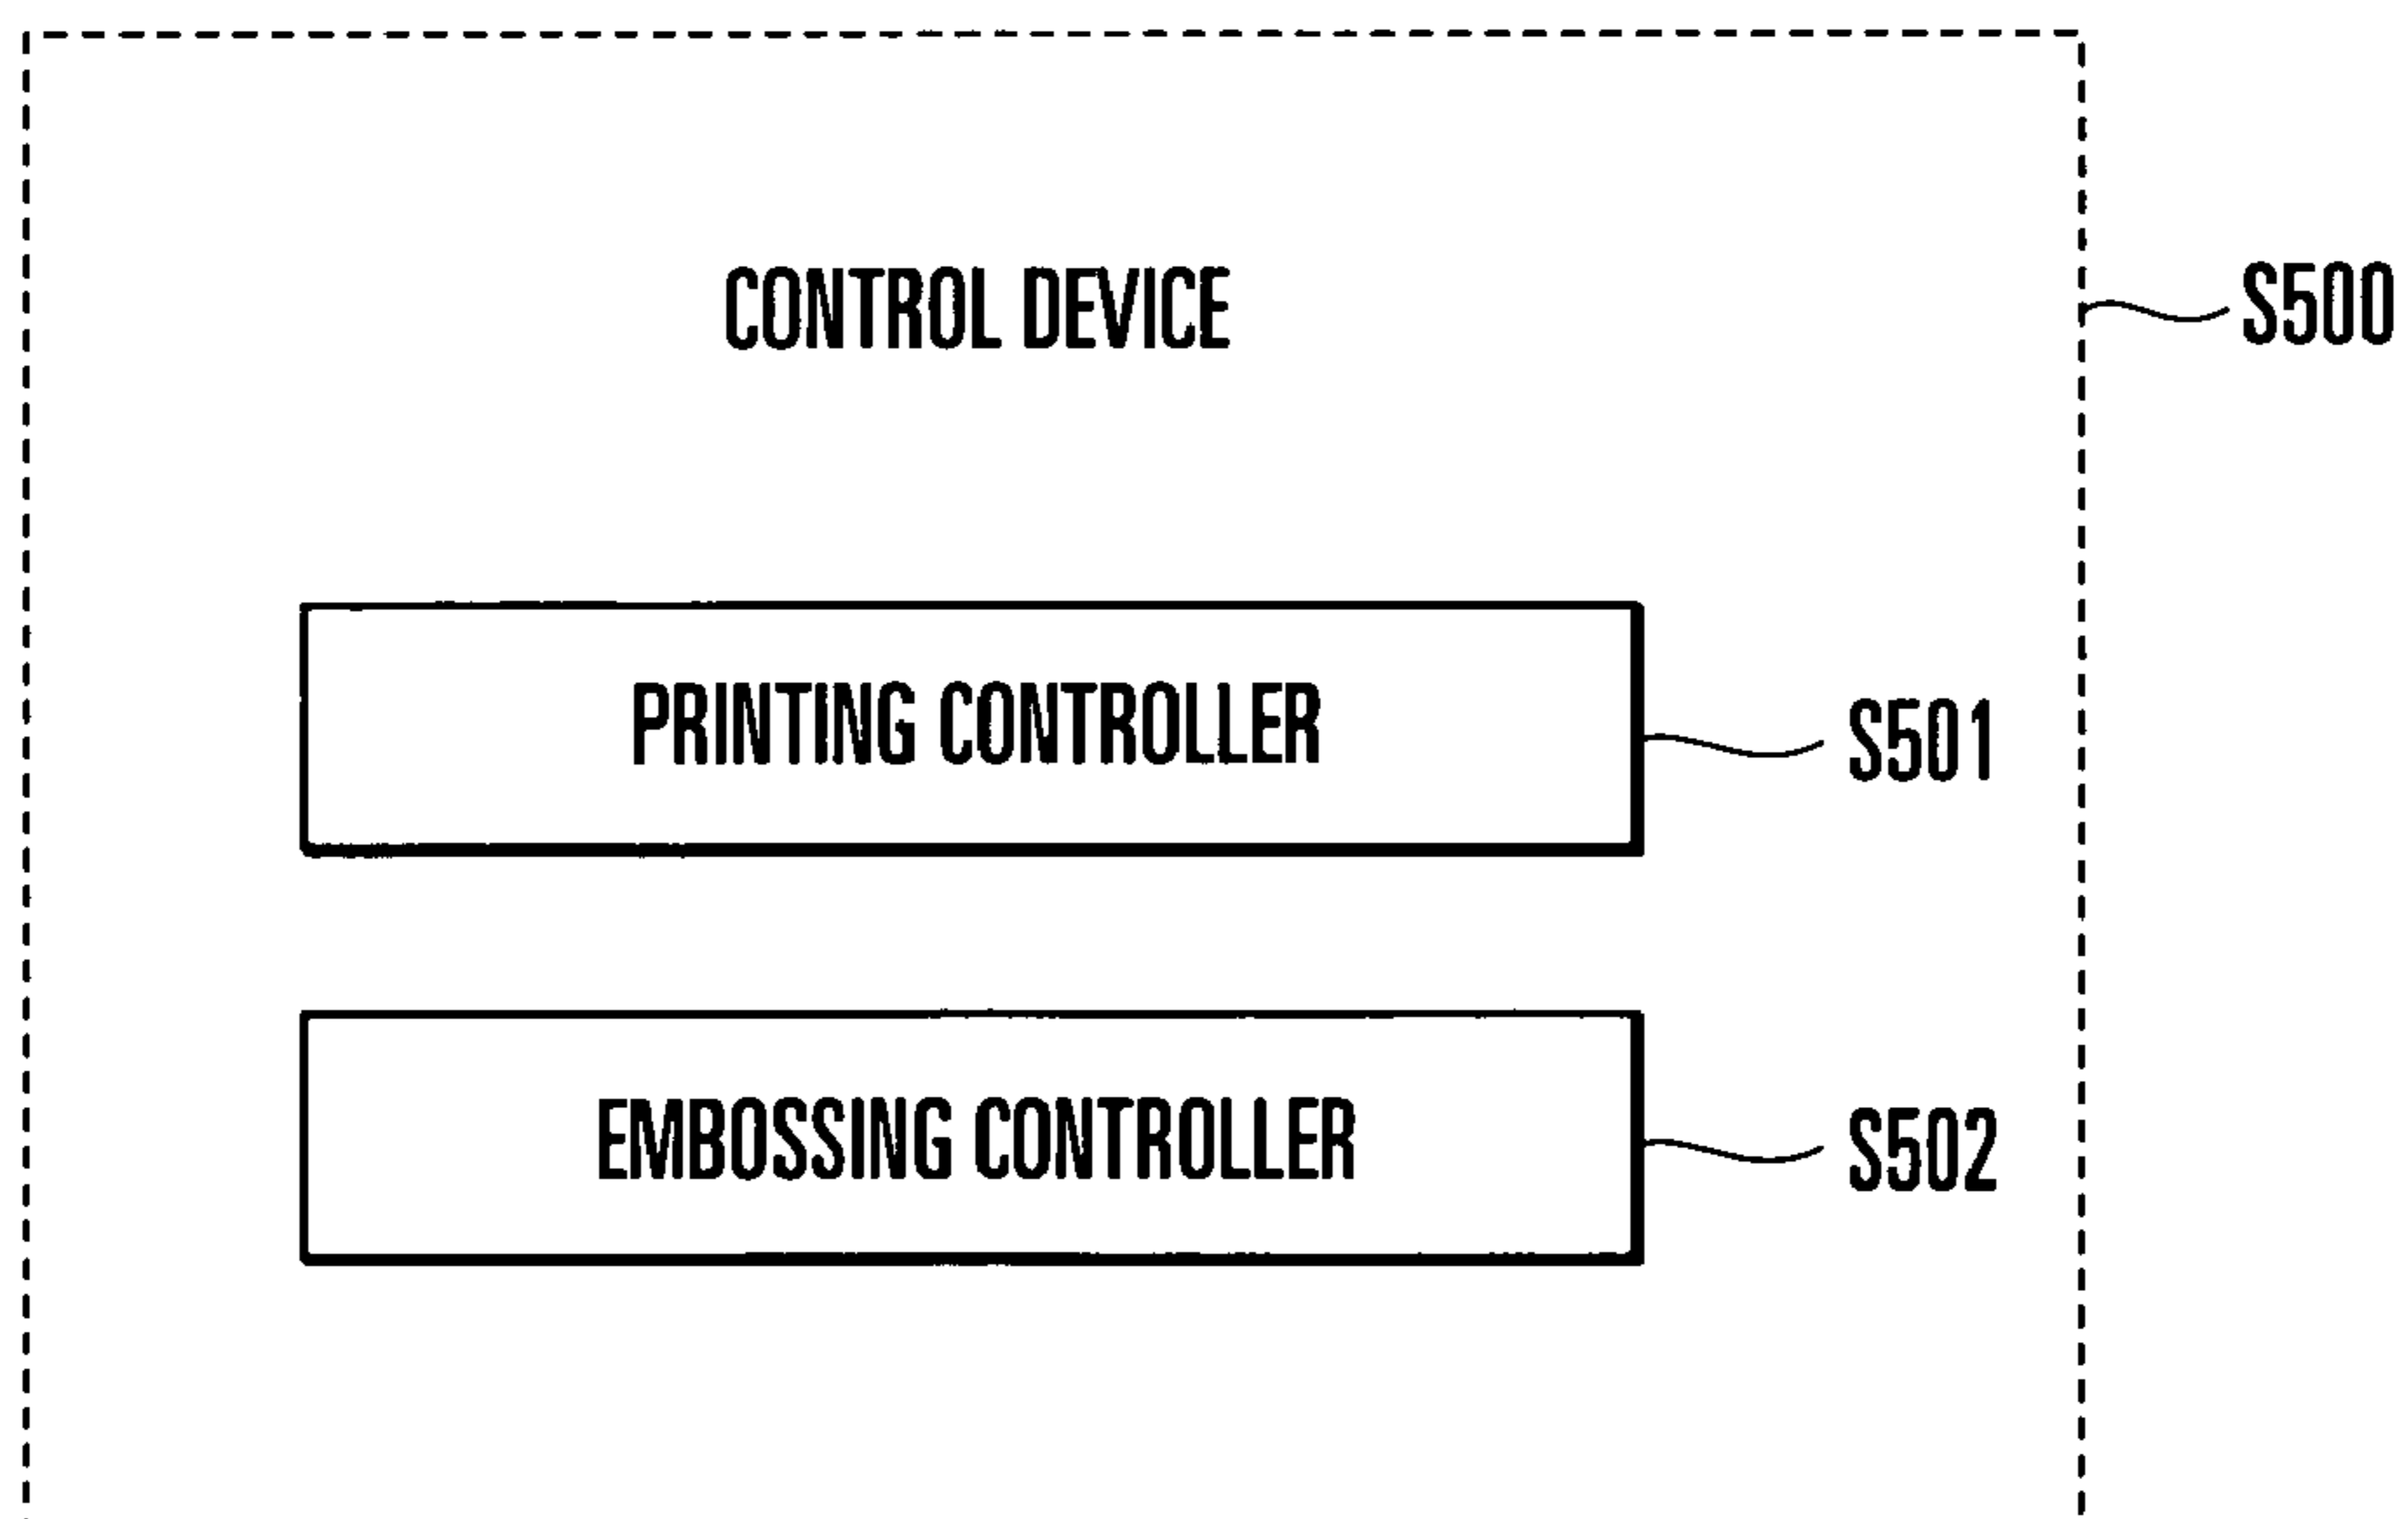 CONTROL DEVICE
S500
PRINTING CONTROLLER
S501
EMBOSSING CONTROLLER
S502